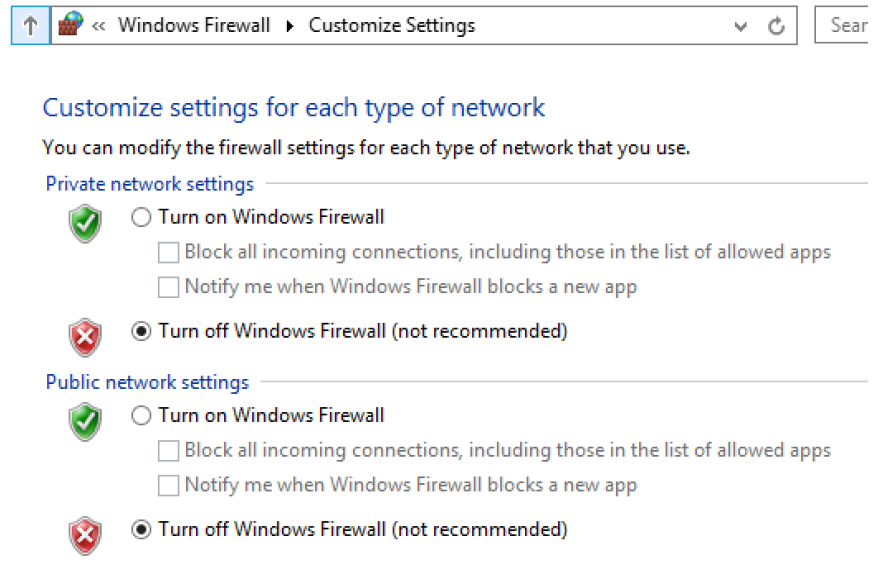 Windows Firewall Customize Settings
Sear
Customize settings for each type of network
You can modify the firewall settings for each type of network that you use.
Private network settings
Turn on Windows Firewall
Block all incoming connections, including those in the list of allowed apps
Notify me when Windows Firewall blocks a new app
Turn off Windows Firewall (not recommended)
Public network settings
Turn on Windows Firewall
Block all incoming connections, including those in the list of allowed apps
Notify me when Windows Firewall blocks a new app
Turn off Windows Firewall (not recommended)